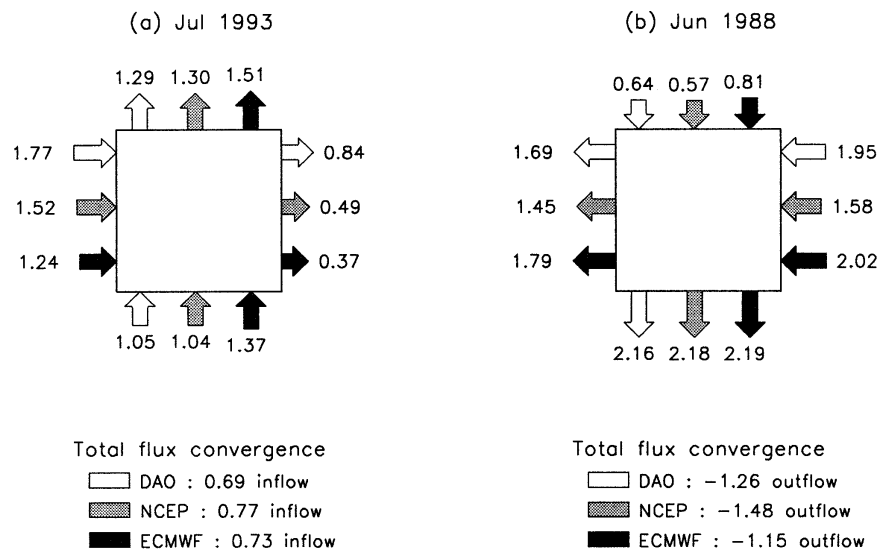 (a) Jul 1993
1.29 1.30 1.51
1.77 0.84
1.52 0.49
1.24 0.37
1.05 1.04 1.37
Total flux convergence
DAO : 0.69 inflow
NCEP : 0.77 inflow
ECMWF : 0.73 inflow
(b) Jun 1988
0.64 0.57 0.81
1.69 1.95
1.45 1.58
1.79 2.02
2.16 2.18 2.19
Total flux convergence
DAO : −1.26 outflow
NCEP : −1.48 outflow
ECMWF : −1.15 outflow